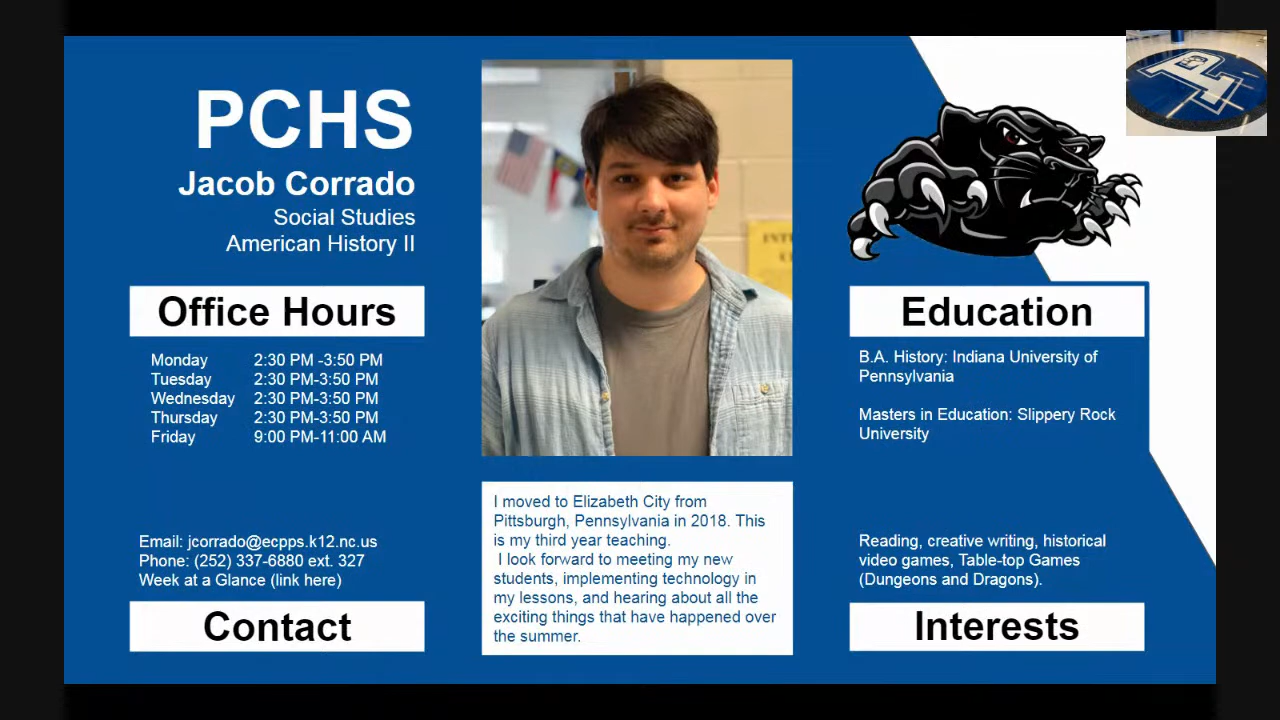 PCHS
Jacob Corrado
Social Studies
American History II
Office Hours
Monday 2:30 PM -3:50 PM
Tuesday 2:30 PM-3:50 PM
Wednesday 2:30 PM-3:50 PM
Thursday 2:30 PM-3:50 PM
Friday 9:00 PM-11:00 AM
Email: jcorrado@ecpps.k12.nc.us
Phone: (252) 337-6880 ext. 327
Week at a Glance (link here)
Contact
I moved to Elizabeth City from
Pittsburgh, Pennsylvania in 2018. This
is my third year teaching.
I look forward to meeting my new
students, implementing technology in
my lessons, and hearing about all the
exciting things that have happened over
the summer.
Education
B.A. History: Indiana University of
Pennsylvania
Masters in Education: Slippery Rock
University
Reading, creative writing, historical
video games, Table-top Games
(Dungeons and Dragons).
Interests